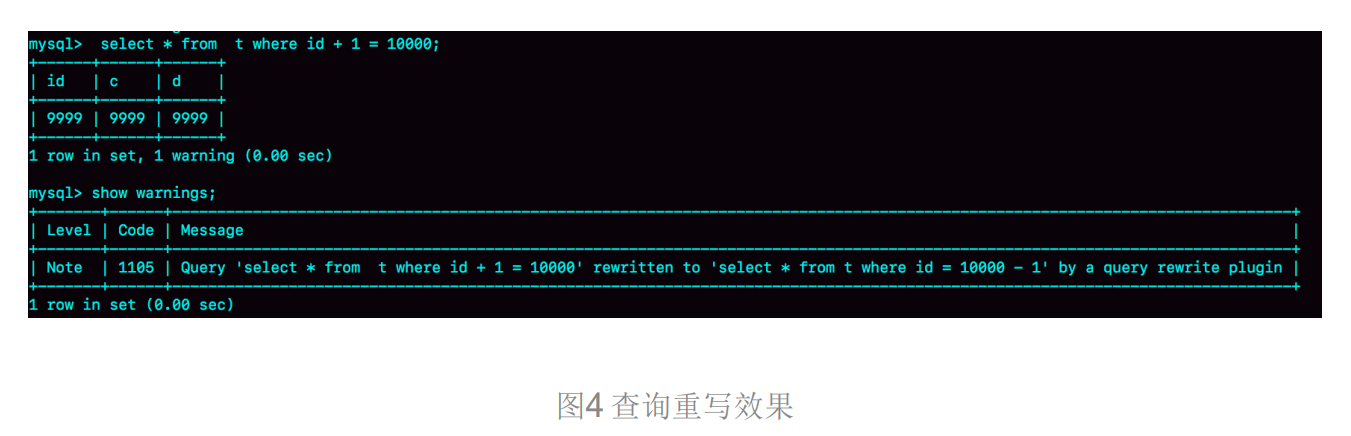 mysql>  select * from  t where id + 1 = 10000;
+------+------+------+
| id   | c    | d    |
+------+------+------+
| 9999 | 9999 | 9999 |
+------+------+------+
1 row in set, 1 warning (0.00 sec)
mysql> show warnings;
+-------+------+-----------------------------------------------------------------------------------------------------------------------------+
| Level | Code | Message                                                                                                                     |
+-------+------+-----------------------------------------------------------------------------------------------------------------------------+
| Note  | 1105 | Query 'select * from  t where id + 1 = 10000' rewritten to 'select * from t where id = 10000 - 1' by a query rewrite plugin |
+-------+------+-----------------------------------------------------------------------------------------------------------------------------+
1 row in set (0.00 sec)
图4 查询重写效果